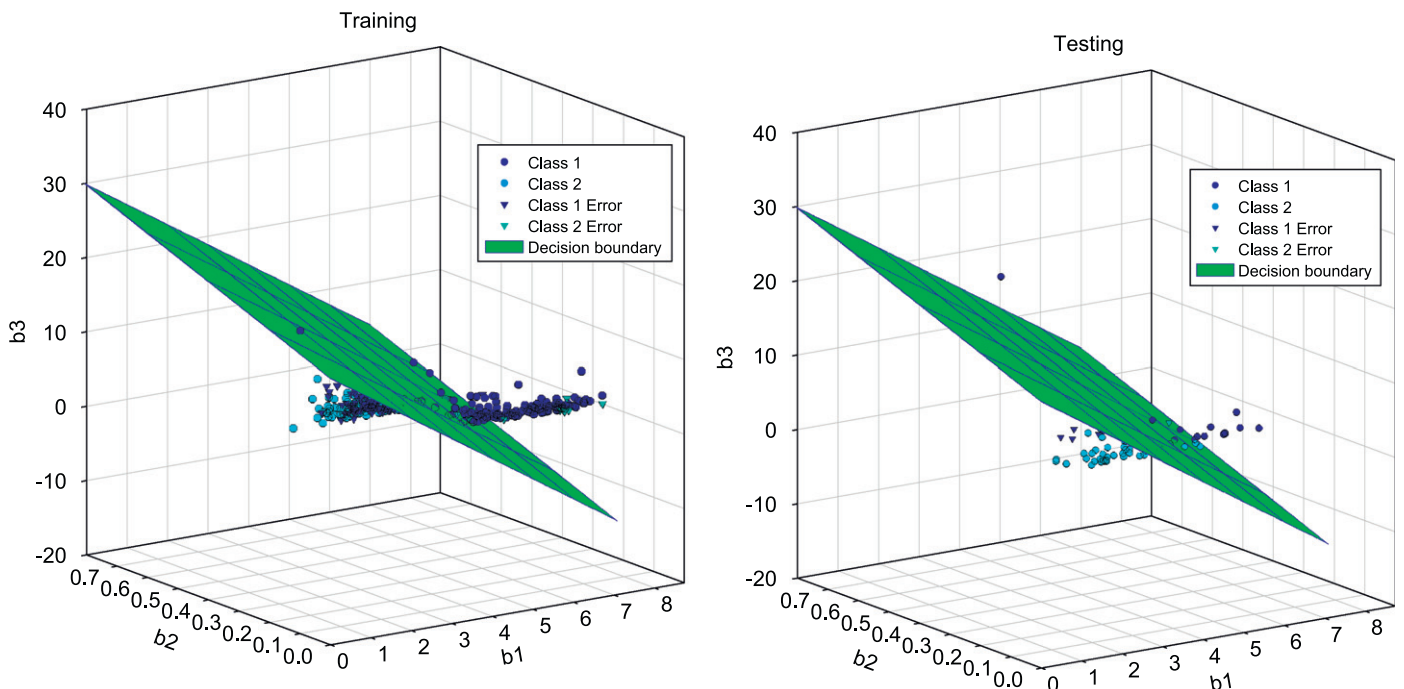 Training
40
30
20
10
0
-10
-20
b3
0.7
0.6
0.5
0.4
0.3
0.2
0.1
0.0
b2
0
1
2
3
4
5
6
7
8
b1
Class 1
Class 2
Class 1 Error
Class 2 Error
Decision boundary
Testing
40
30
20
10
0
-10
-20
b3
0.7
0.6
0.5
0.4
0.3
0.2
0.1
0.0
b2
0
1
2
3
4
5
6
7
8
b1
Class 1
Class 2
Class 1 Error
Class 2 Error
Decision boundary